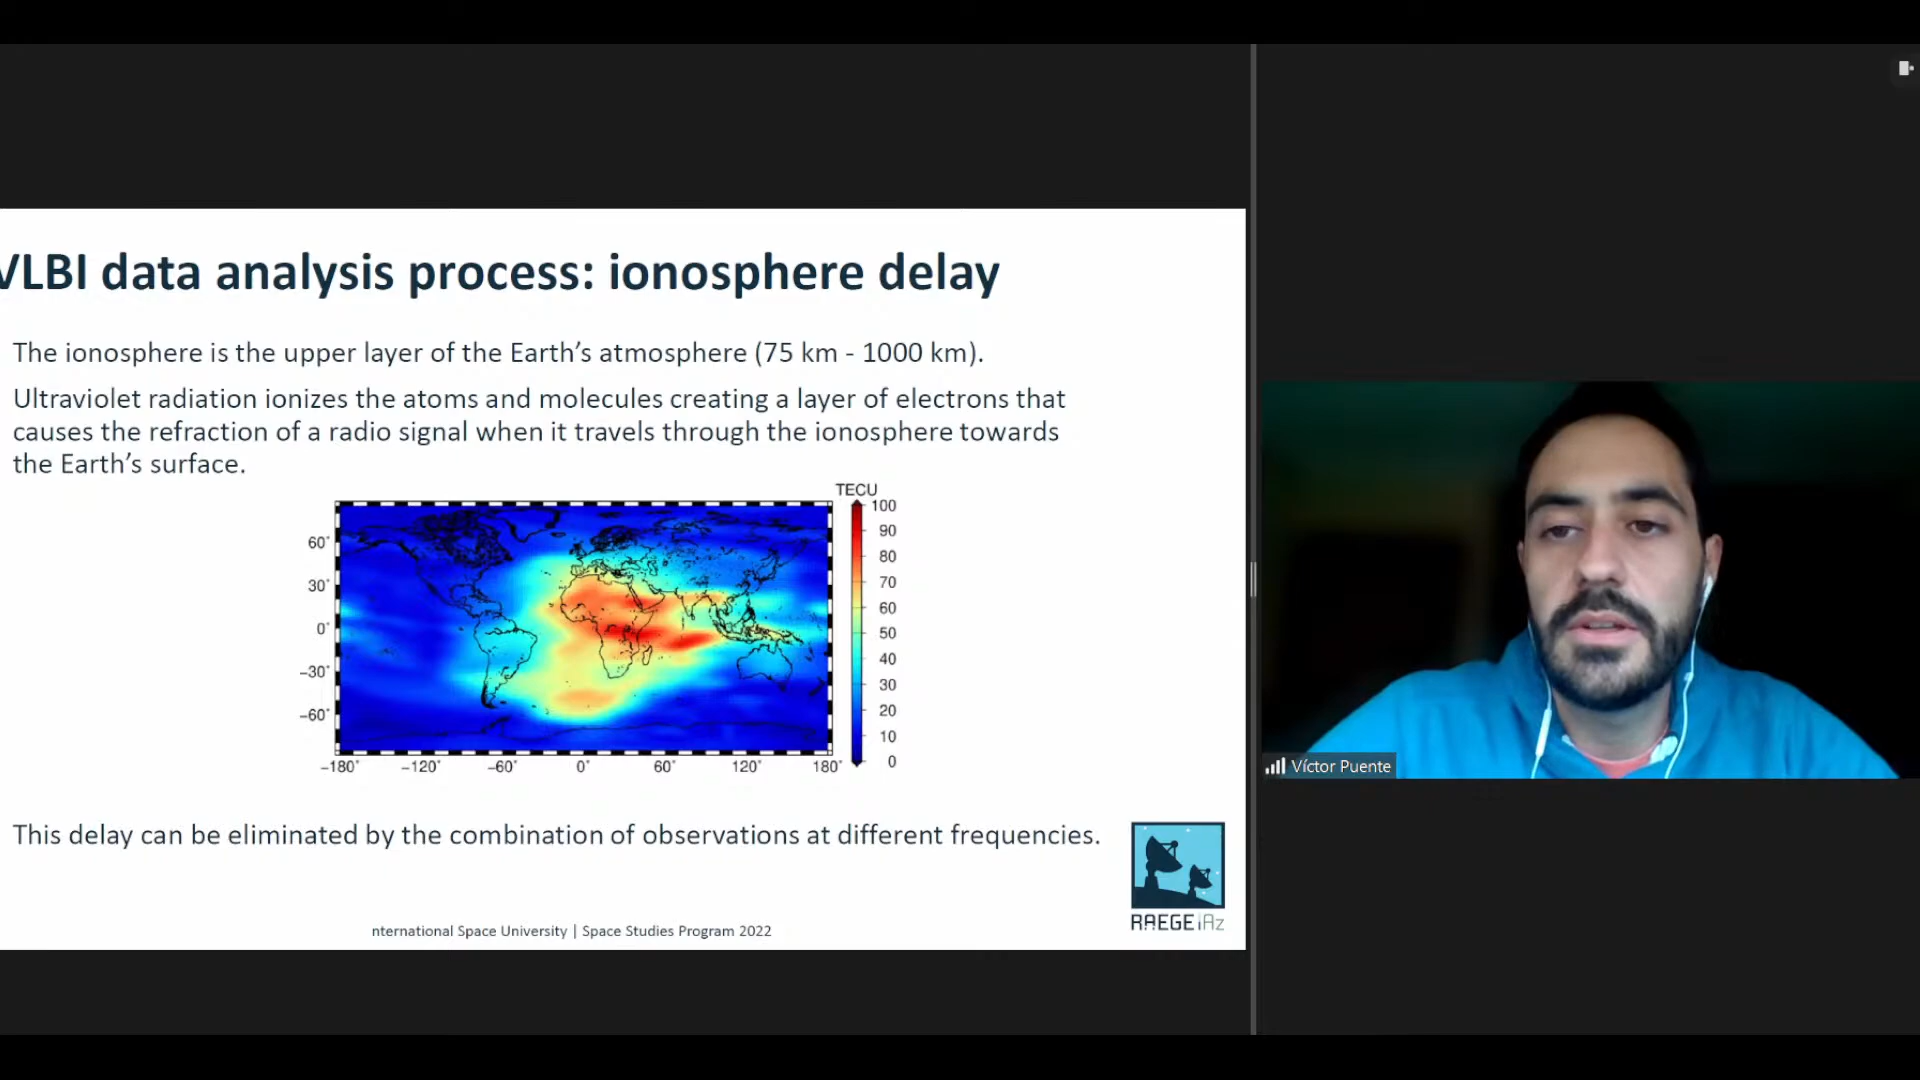 VLBI data analysis process: ionosphere delay
The ionosphere is the upper layer of the Earth’s atmosphere (75 km - 1000 km).
Ultraviolet radiation ionizes the atoms and molecules creating a layer of electrons that
causes the refraction of a radio signal when it travels through the ionosphere towards
the Earth’s surface.
TECU
100
90
80
70
60
50
40
30
20
10
0
60°
30°
0°
−30°
−60°
−180° −120° −60° 0° 60° 120° 180°
This delay can be eliminated by the combination of observations at different frequencies.
RAEGE Az
nternational Space University | Space Studies Program 2022
Víctor Puente